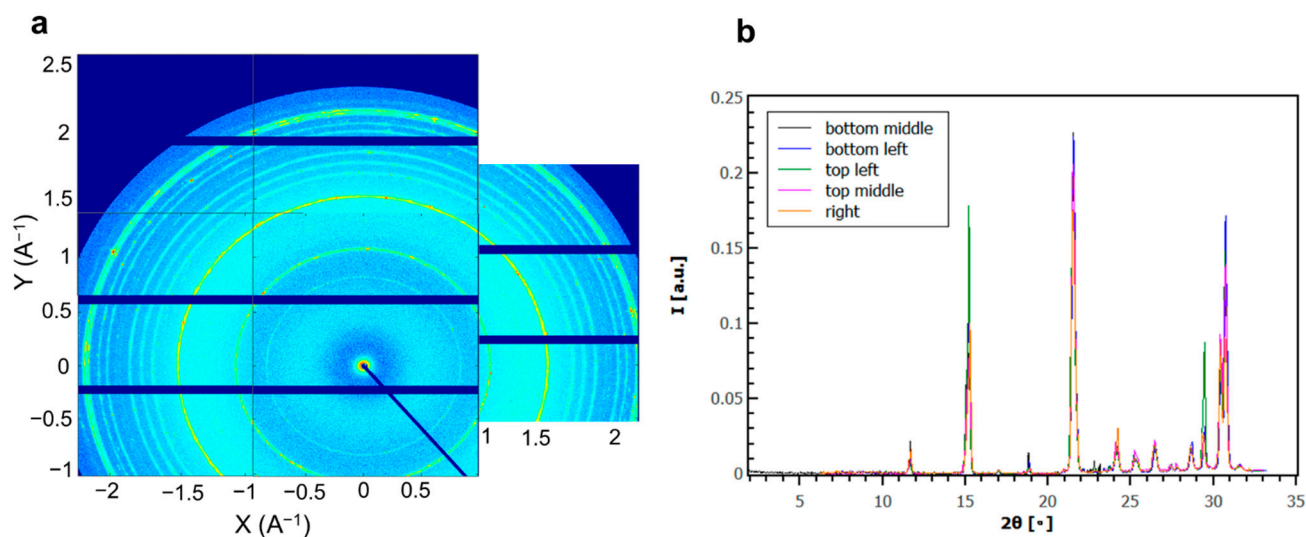 a
2.5
2
1.5
1
0.5
0
−0.5
−1
Y (A⁻¹)
−2
−1.5
−1
−0.5
0
0.5
1
1.5
2
X (A⁻¹)
b
0.25
0.2
0.15
0.1
0.05
0
I [a.u.]
bottom middle
bottom left
top left
top middle
right
5
10
15
20
25
30
35
2θ [°]